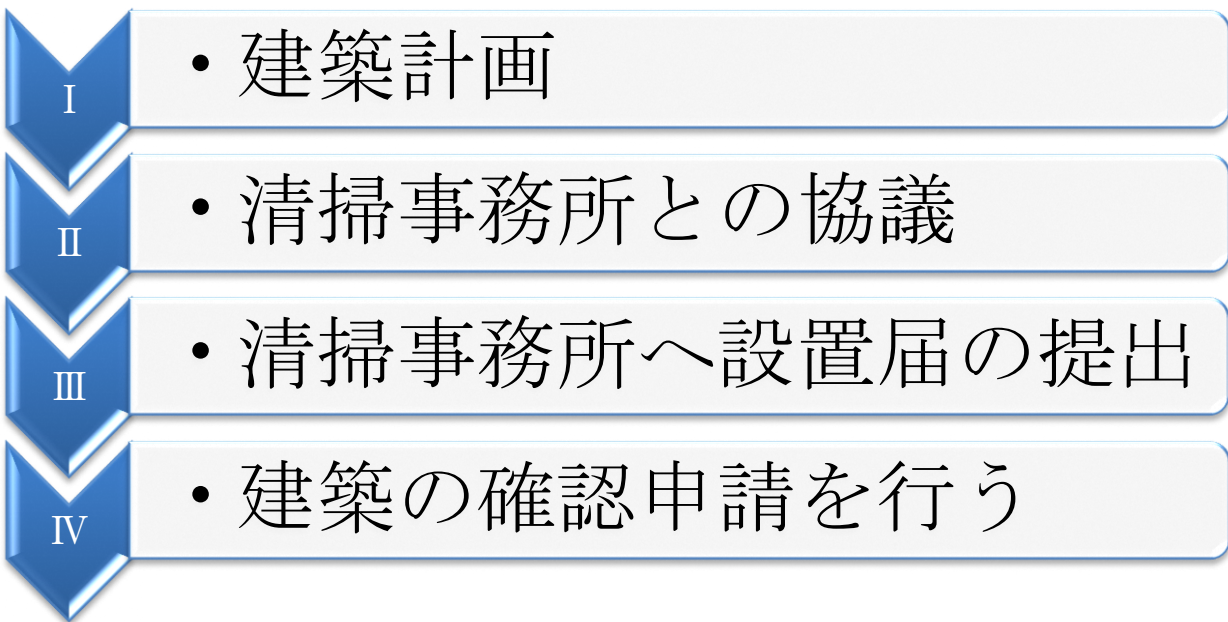 Ⅰ
・建築計画
Ⅱ
・清掃事務所との協議
Ⅲ
・清掃事務所へ設置届の提出
Ⅳ
・建築の確認申請を行う